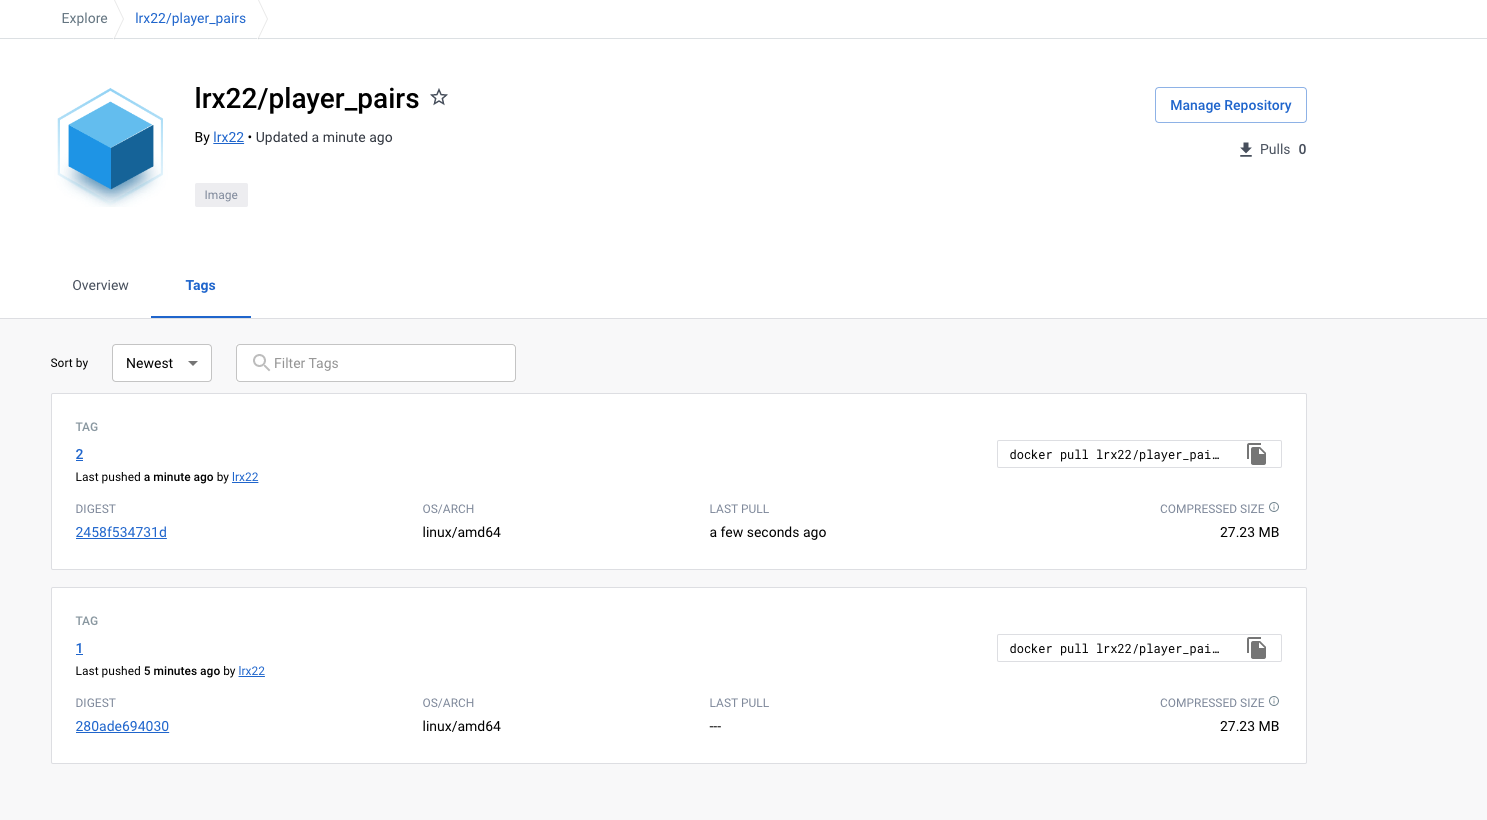 Explore
lrx22/player_pairs
lrx22/player_pairs
By lrx22 • Updated a minute ago
Manage Repository
Pulls 0
Image
Overview
Tags
Sort by
Newest
Filter Tags
TAG
2
docker pull lrx22/player_pai…
Last pushed a minute ago by lrx22
DIGEST OS/ARCH LAST PULL COMPRESSED SIZE
2458f534731d linux/amd64 a few seconds ago 27.23 MB
TAG
1
docker pull lrx22/player_pai…
Last pushed 5 minutes ago by lrx22
DIGEST OS/ARCH LAST PULL COMPRESSED SIZE
280ade694030 linux/amd64 --- 27.23 MB